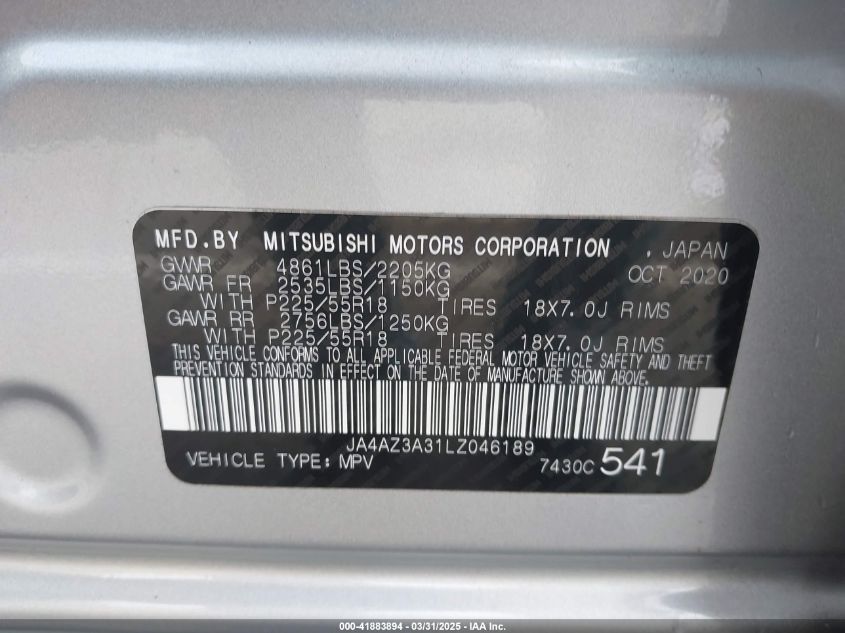 MFD.BY MITSUBISHI MOTORS CORPORATION , JAPAN
GVWR 4861LBS/2205KG OCT 2020
GAWR FR 2535LBS/1150KG
WITH P225/55R18 TIRES 18X7.0J RIMS
GAWR RR 2756LBS/1250KG
WITH P225/55R18 TIRES 18X7.0J RIMS
THIS VEHICLE CONFORMS TO ALL APPLICABLE FEDERAL MOTOR VEHICLE SAFETY AND THEFT
PREVENTION STANDARDS IN EFFECT ON THE DATE OF MANUFACTURE SHOWN ABOVE.
JA4AZ3A31LZ046189
VEHICLE TYPE: MPV 7430C 541
000-41883894 - 03/31/2025 - IAA Inc.